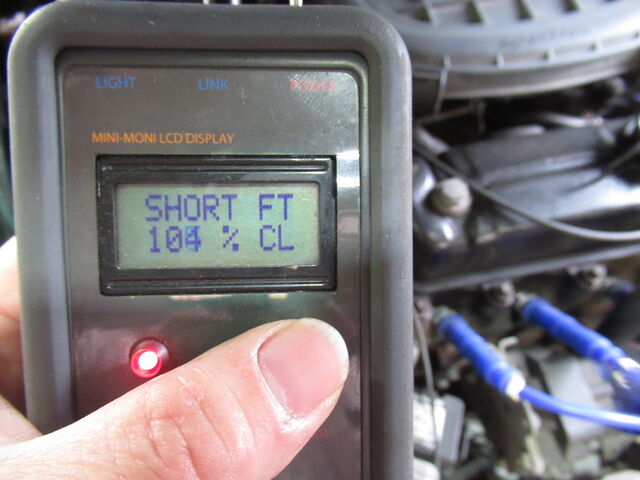 LIGHT LINK POWER
MINI-MONI LCD DISPLAY
SHORT FT
104 % CL